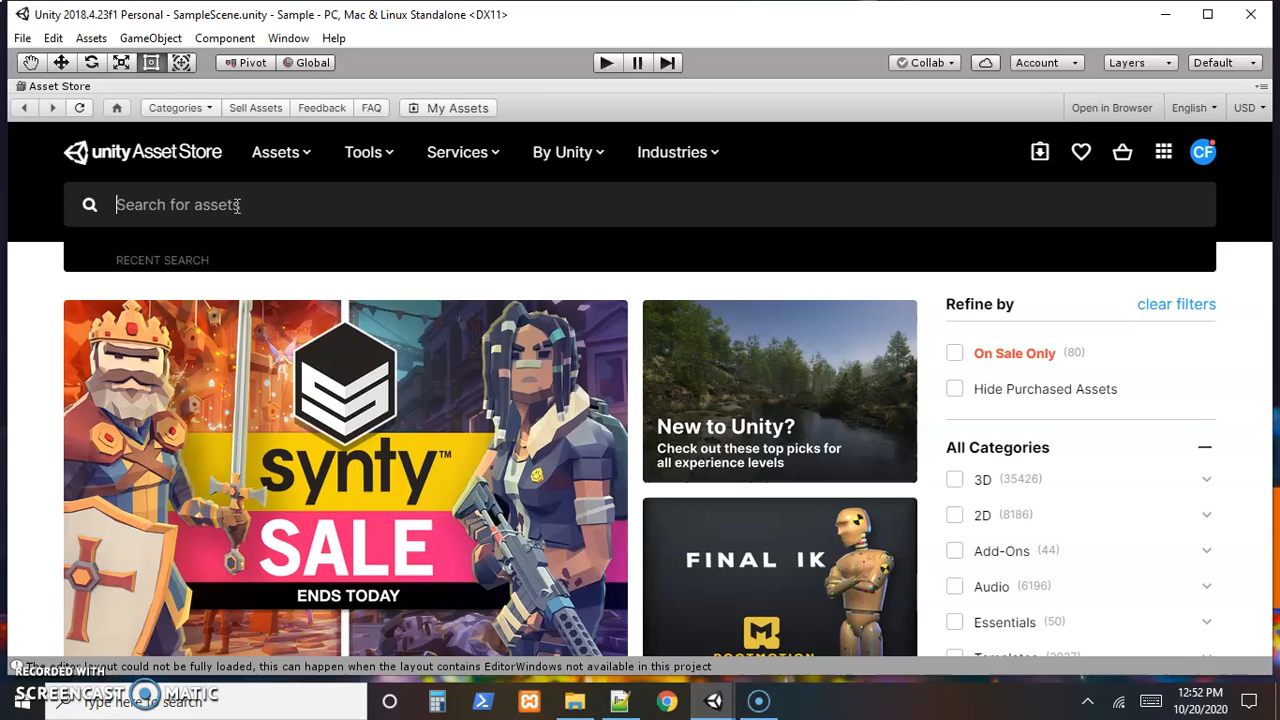 Unity 2018.4.23f1 Personal - SampleScene.unity - Sample - PC, Mac & Linux Standalone <DX11>
File Edit Assets GameObject Component Window Help
Pivot Global Collab Account Layers Default
Asset Store
Categories Sell Assets Feedback FAQ My Assets Open in Browser English USD
unity Asset Store Assets Tools Services By Unity Industries CF
Search for assets
RECENT SEARCH
synty™
SALE
ENDS TODAY
New to Unity?
Check out these top picks for
all experience levels
FINAL IK
ROOTMOTION
Refine by clear filters
On Sale Only (80)
Hide Purchased Assets
All Categories
3D (35426)
2D (8186)
Add-Ons (44)
Audio (6196)
Essentials (50)
Templates
could not be fully loaded, this can happen when the layout contains EditorWindows not available in this project
RECORDED WITH
SCREENCAST MATIC
Type here to search
12:52 PM
10/20/2020